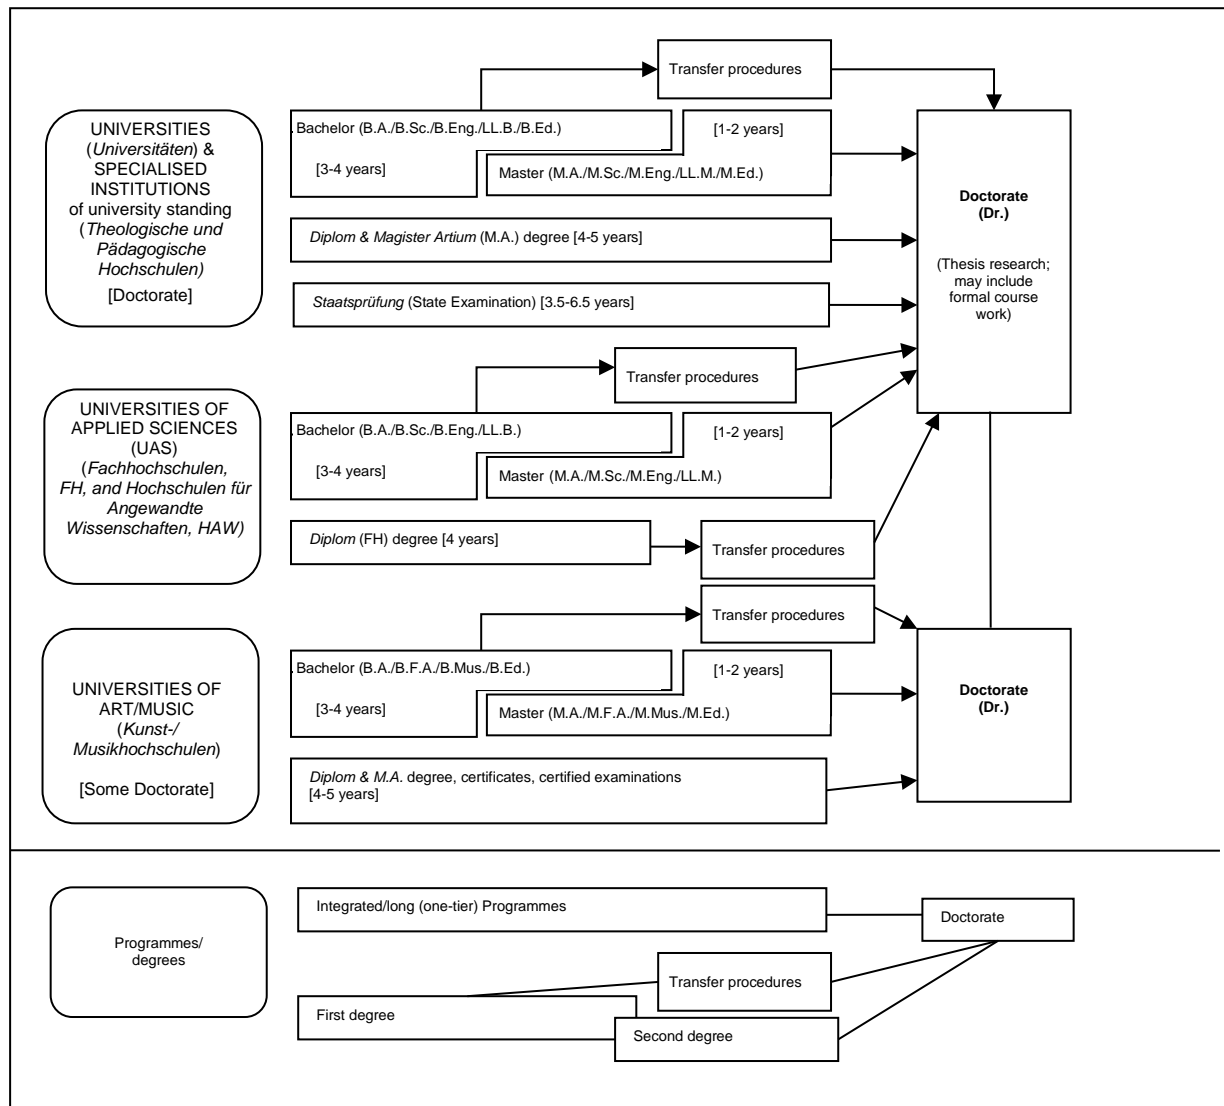 Transfer procedures
UNIVERSITIES
(Universitäten) &
SPECIALISED
INSTITUTIONS
of university standing
(Theologische und
Pädagogische
Hochschulen)
[Doctorate]
. Bachelor (B.A./B.Sc./B.Eng./LL.B./B.Ed.)
[3-4 years]
[1-2 years]
Master (M.A./M.Sc./M.Eng./LL.M./M.Ed.)
Diplom & Magister Artium (M.A.) degree [4-5 years]
Staatsprüfung (State Examination) [3.5-6.5 years]
Doctorate
(Dr.)
(Thesis research;
may include
formal course
work)
Transfer procedures
UNIVERSITIES OF
APPLIED SCIENCES
(UAS)
(Fachhochschulen,
FH, and Hochschulen für
Angewandte
Wissenschaften, HAW)
. Bachelor (B.A./B.Sc./B.Eng./LL.B.)
[3-4 years]
[1-2 years]
Master (M.A./M.Sc./M.Eng./LL.M.)
Diplom (FH) degree [4 years]
Transfer procedures
Transfer procedures
UNIVERSITIES OF
ART/MUSIC
(Kunst-/
Musikhochschulen)
[Some Doctorate]
. Bachelor (B.A./B.F.A./B.Mus./B.Ed.)
[3-4 years]
[1-2 years]
Master (M.A./M.F.A./M.Mus./M.Ed.)
Diplom & M.A. degree, certificates, certified examinations
[4-5 years]
Doctorate
(Dr.)
Programmes/
degrees
Integrated/long (one-tier) Programmes
Doctorate
Transfer procedures
First degree
Second degree